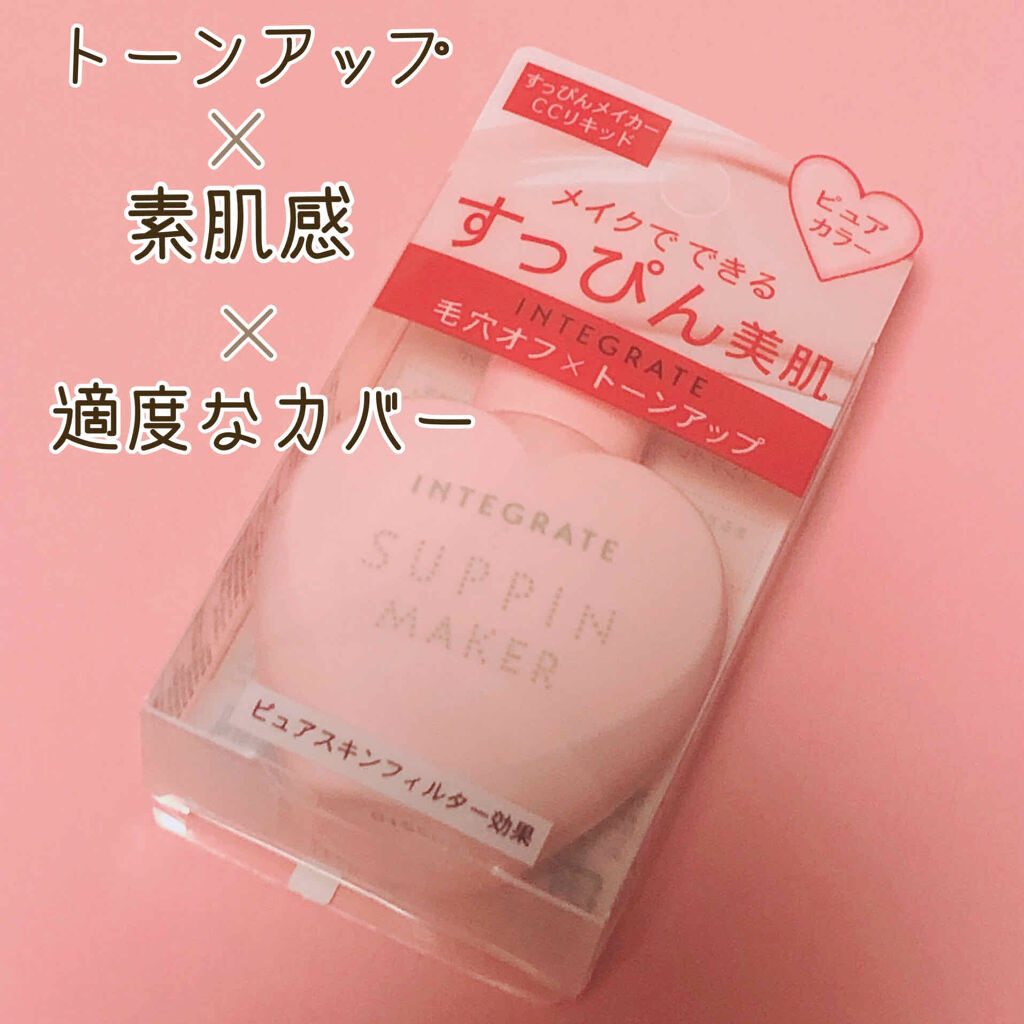 トーンアップ
×
素肌感
×
適度なカバー
すっぴんメイカー
CCリキッド
ピュア
カラー
メイクで できる
すっぴん美肌
INTEGRATE
毛穴オフ×トーンアップ
INTEGRATE
SUPPIN
MAKER
ピュアスキンフィルター効果